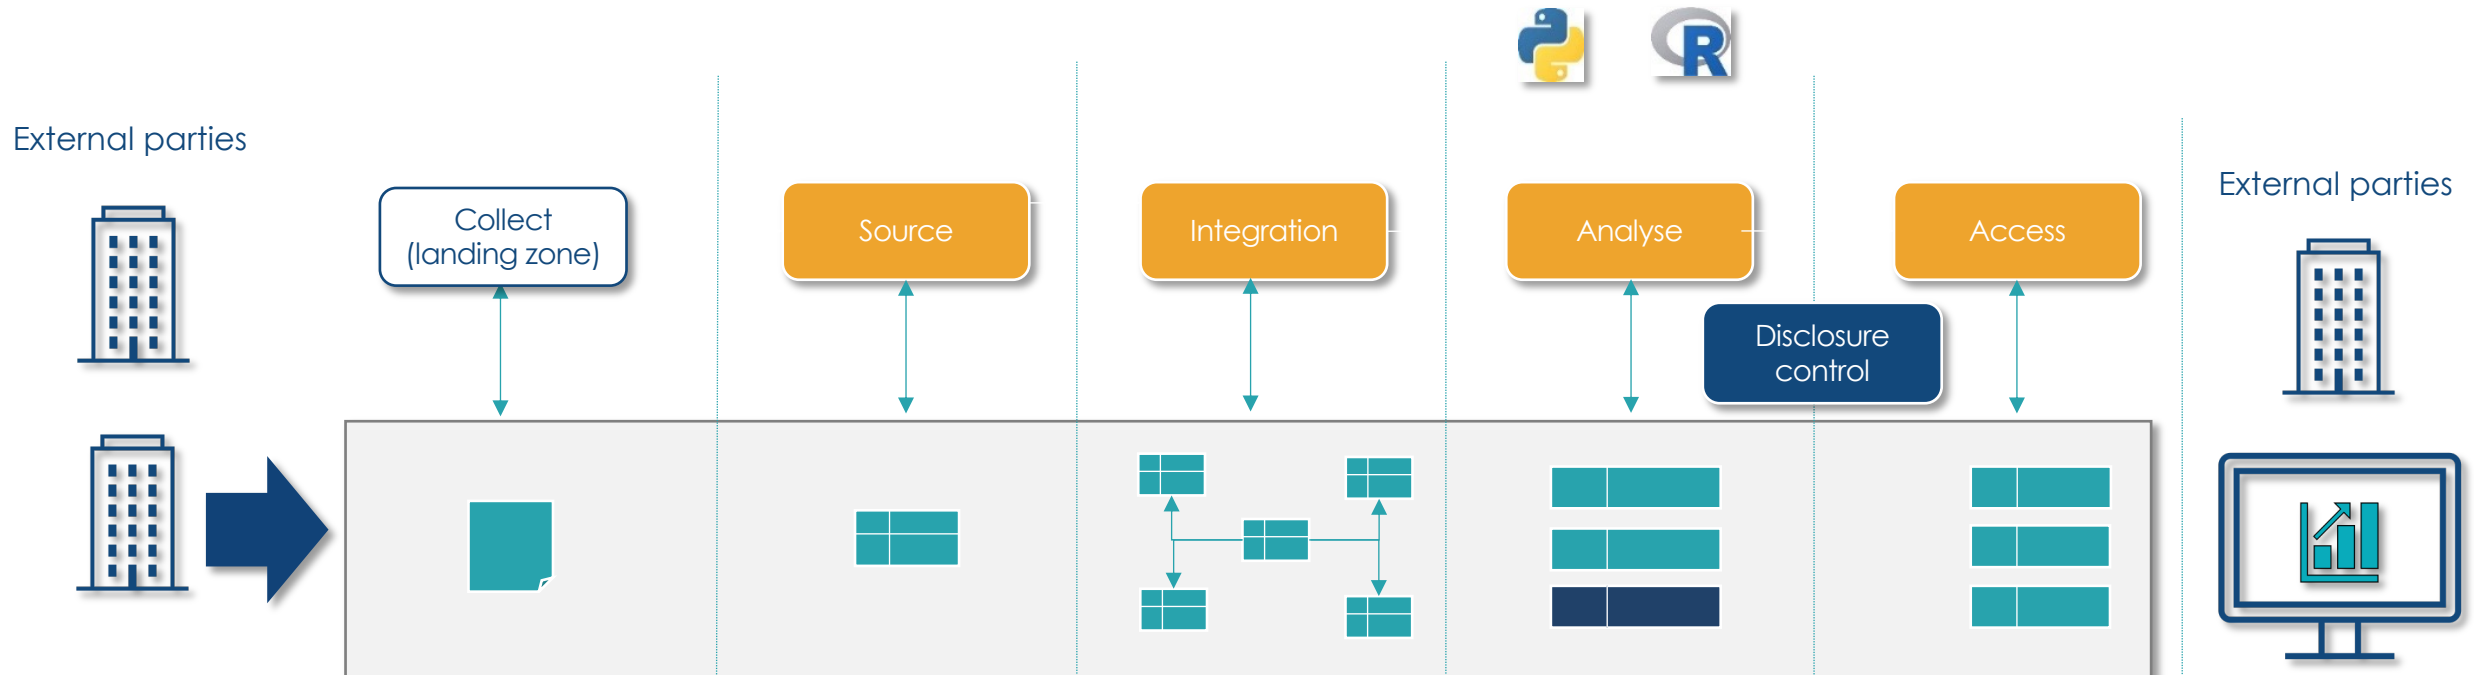 R
External parties
External parties
Collect
(landing zone)
Source
Integration
Analyse
Access
Disclosure
control